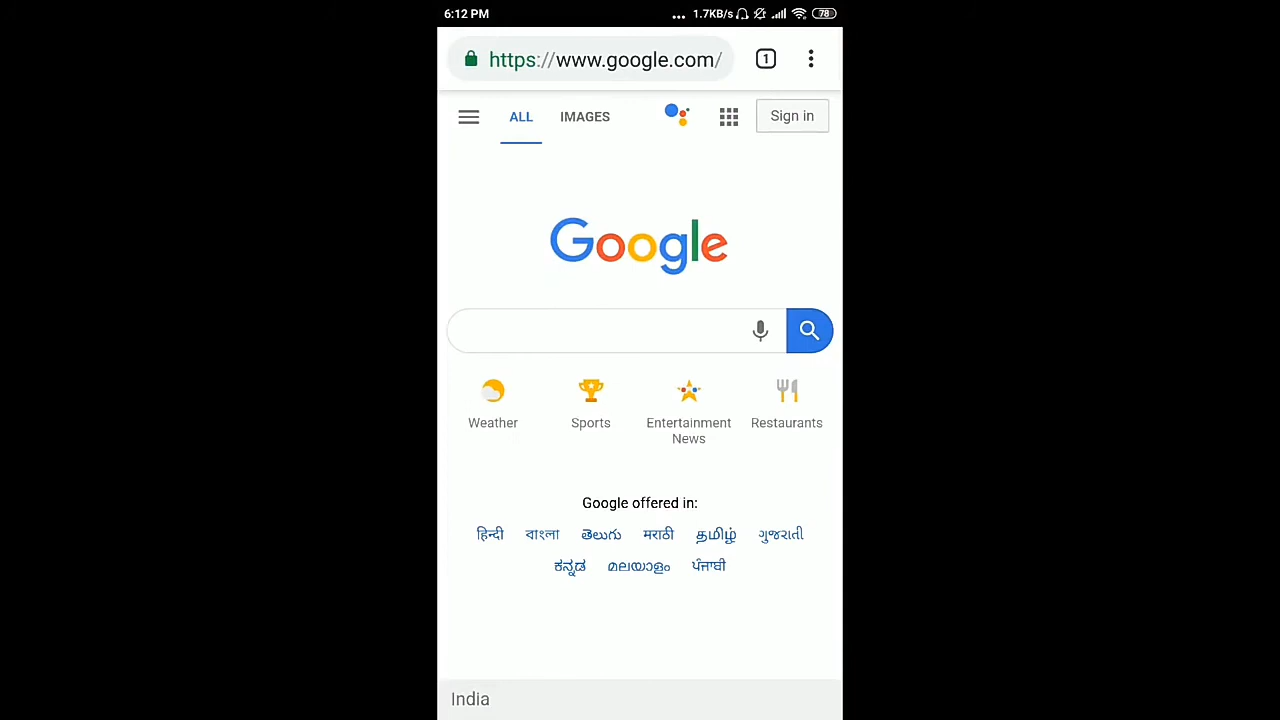 6:12 PM ... 1.7KB/s 78
https://www.google.com/ 1
ALL IMAGES Sign in
Google
Weather Sports Entertainment News Restaurants
Google offered in:
हिन्दी বাংলা తెలుగు मराठी தமிழ் ગુજરાતી
ಕನ್ನಡ മലയാളം ਪੰਜਾਬੀ
India